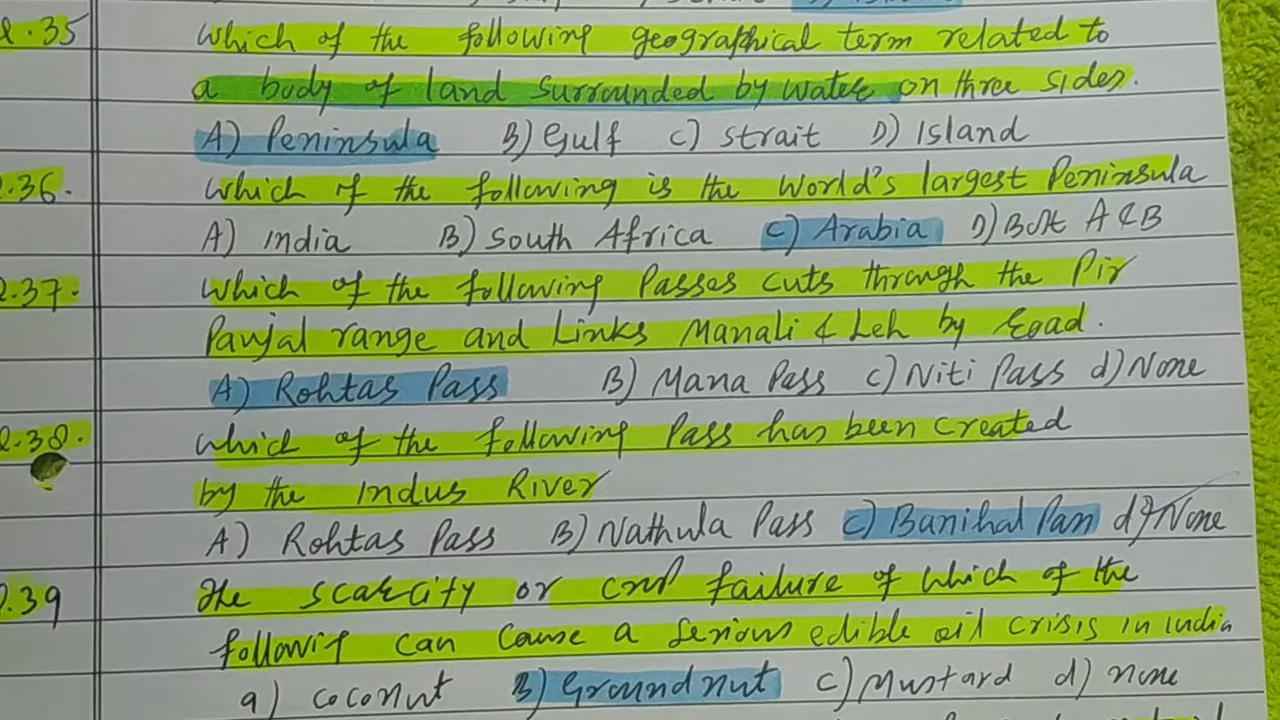 Q.35 Which of the following geographical term related to
a body of land surrounded by water on three sides.
A) Peninsula B) Gulf C) strait D) Island
Q.36. Which of the following is the World's largest Peninsula
A) India B) South Africa C) Arabia D) Both A & B
Q.37. Which of the following Passes cuts through the Pir
Panjal range and Links Manali & Leh by Road.
A) Rohtas Pass B) Mana Pass C) Niti Pass d) None
Q.38. Which of the following Pass has been created
by the Indus River
A) Rohtas Pass B) Nathula Pass C) Banihal Pass d) None
Q.39 The scarcity or crop failure of which of the
followig can cause a serious edible oil crisis in india
a) coconut B) Groundnut C) Mustard d) none